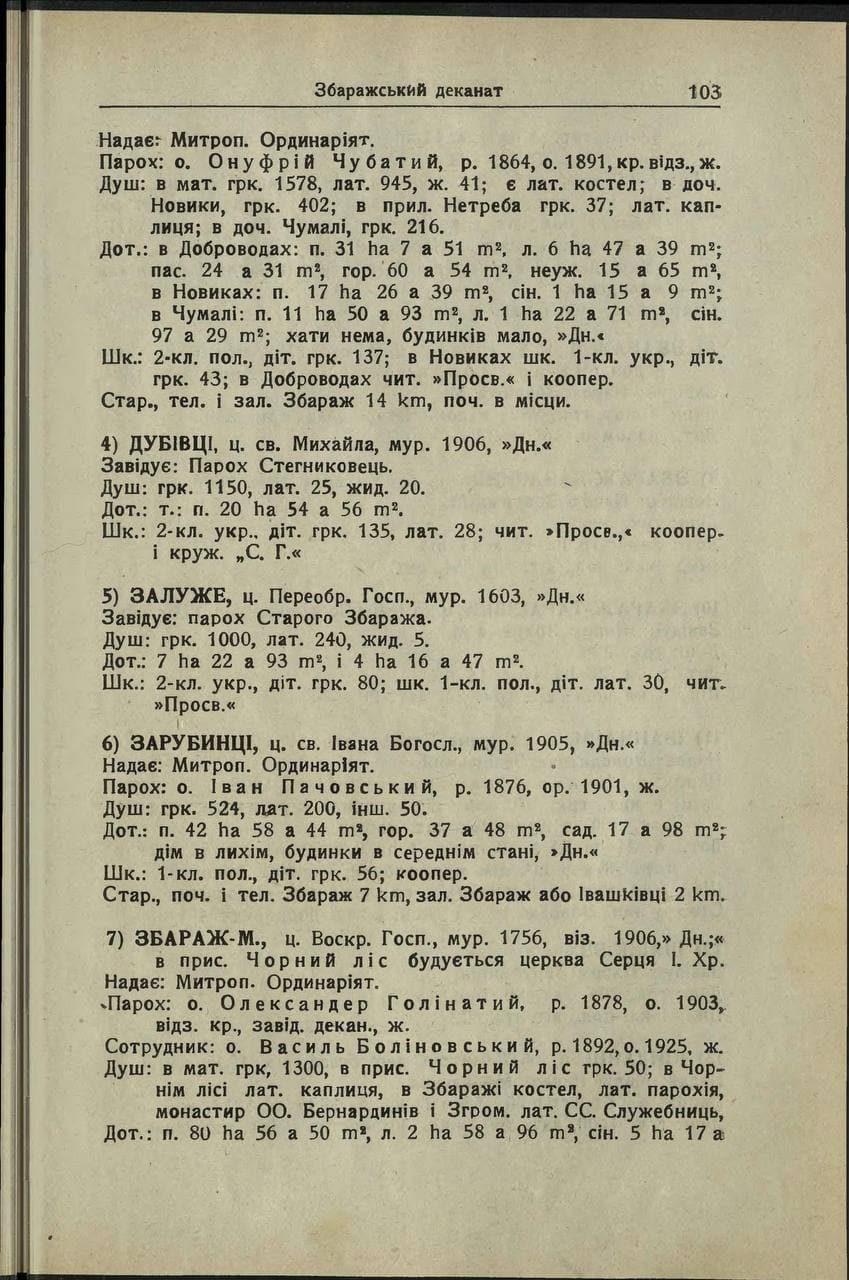 Збаражський деканат 103
Надає: Митроп. Ординаріят.
Парох: о. Онуфрій Чубатий, р. 1864, о. 1891, кр. відз., ж.
Душ: в мат. грк. 1578, лат. 945, ж. 41; є лат. костел; в доч.
Новики, грк. 402; в прил. Нетреба грк. 37; лат. кап-
лиця; в доч. Чумалі, грк. 216.
Дот.: в Доброводах: п. 31 ha 7 a 51 m², л. 6 ha 47 a 39 m²;
пас. 24 a 31 m², гор. 60 a 54 m², неуж. 15 a 65 m²,
в Новиках: п. 17 ha 26 a 39 m², сін. 1 ha 15 a 9 m²;
в Чумалі: п. 11 ha 50 a 93 m², л. 1 ha 22 a 71 m², сін.
97 a 29 m²; хати нема, будинків мало, »Дн.«
Шк.: 2-кл. пол., діт. грк. 137; в Новиках шк. 1-кл. укр., діт.
грк. 43; в Доброводах чит. »Просв.« і коопер.
Стар., тел. і зал. Збараж 14 km, поч. в місци.
4) ДУБІВЦІ, ц. св. Михайла, мур. 1906, »Дн.«
Завідує: Парох Стегниковець.
Душ: грк. 1150, лат. 25, жид. 20.
Дот.: т.: п. 20 ha 54 a 56 m².
Шк.: 2-кл. укр., діт. грк. 135, лат. 28; чит. »Просв.,« коопер.
і круж. „С. Г.«
5) ЗАЛУЖЕ, ц. Переобр. Госп., мур. 1603, »Дн.«
Завідує: парох Старого Збаража.
Душ: грк. 1000, лат. 240, жид. 5.
Дот.: 7 ha 22 a 93 m², і 4 ha 16 a 47 m².
Шк.: 2-кл. укр., діт. грк. 80; шк. 1-кл. пол., діт. лат. 30, чит.
»Просв.«
6) ЗАРУБИНЦІ, ц. св. Івана Богосл., мур. 1905, »Дн.«
Надає: Митроп. Ординаріят.
Парох: о. Іван Пачовський, р. 1876, ор. 1901, ж.
Душ: грк. 524, лат. 200, інш. 50.
Дот.: п. 42 ha 58 a 44 m², гор. 37 a 48 m², сад. 17 a 98 m²;
дім в лихім, будинки в середнім стані, »Дн.«
Шк.: 1-кл. пол., діт. грк. 56; коопер.
Стар., поч. і тел. Збараж 7 km, зал. Збараж або Івашківці 2 km.
7) ЗБАРАЖ-М., ц. Воскр. Госп., мур. 1756, віз. 1906,» Дн.;«
в прис. Чорний ліс будується церква Серця І. Хр.
Надає: Митроп. Ординаріят.
Парох: о. Олександер Голінатий, р. 1878, о. 1903,
відз. кр., завід. декан., ж.
Сотрудник: о. Василь Боліновський, р. 1892, о. 1925, ж.
Душ: в мат. грк, 1300, в прис. Чорний ліс грк. 50; в Чор-
нім лісі лат. каплиця, в Збаражі костел, лат. парохія,
монастир ОО. Бернардинів і Згром. лат. СС. Служебниць,
Дот.: п. 80 ha 56 a 50 m², л. 2 ha 58 a 96 m², сін. 5 ha 17 a